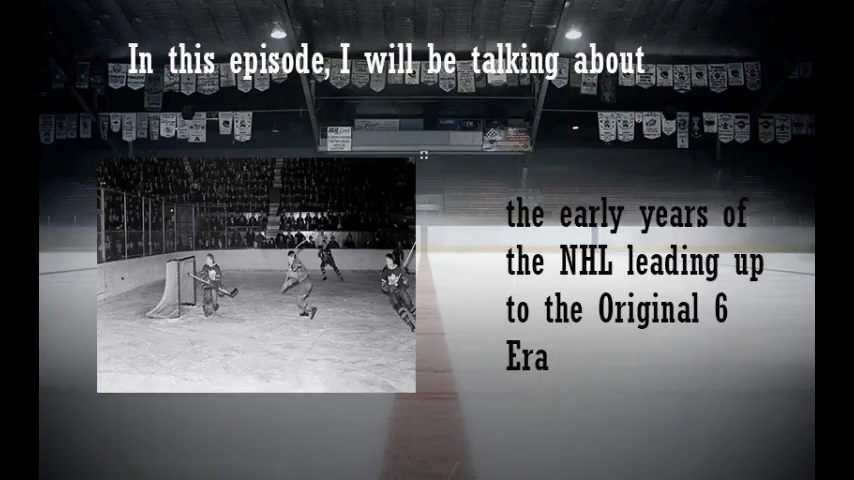 In this episode, I will be talking about
the early years of
the NHL leading up
to the Original 6
Era